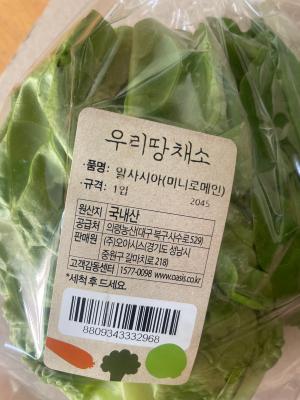 우리땅채소
·품명: 일사시아(미니로메인)
·규격: 1입 2045
원산지 국내산
공급처 의령농산(대구 북구 사수로 529)
판매원 (주)오아시스(경기도 성남시
중원구 갈마치로 218)
고객감동센터 1577-0098 www.oasis.co.kr
*세척 후 드세요.
8809343332968